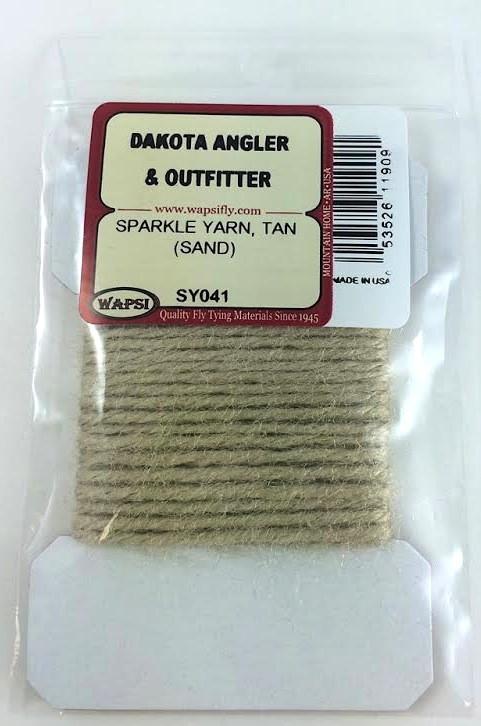 DAKOTA ANGLER
& OUTFITTER
www.wapsifly.com
SPARKLE YARN, TAN
(SAND)
WAPSI
SY041
Quality Fly Tying Materials Since 1945
MOUNTAIN HOME·AR·USA
53526 11909
MADE IN USA